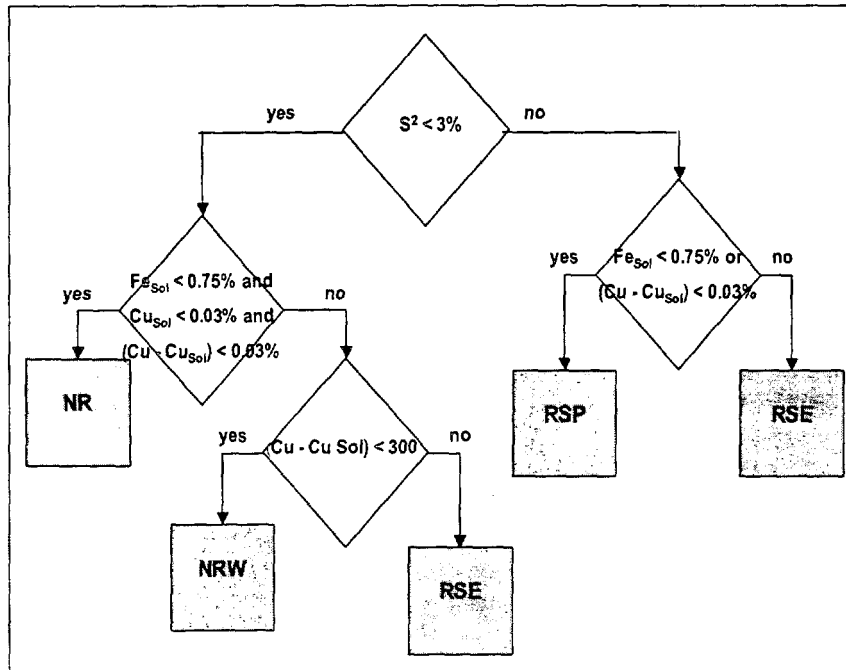 yes
S² < 3%
no
yes
Fe_Sol < 0.75% and
Cu_Sol < 0.03% and
(Cu - Cu_Sol) < 0.03%
no
yes
Fe_Sol < 0.75% or
(Cu - Cu_Sol) < 0.03%
no
NR
RSP
RSE
yes
(Cu - Cu Sol) < 300
no
NRW
RSE